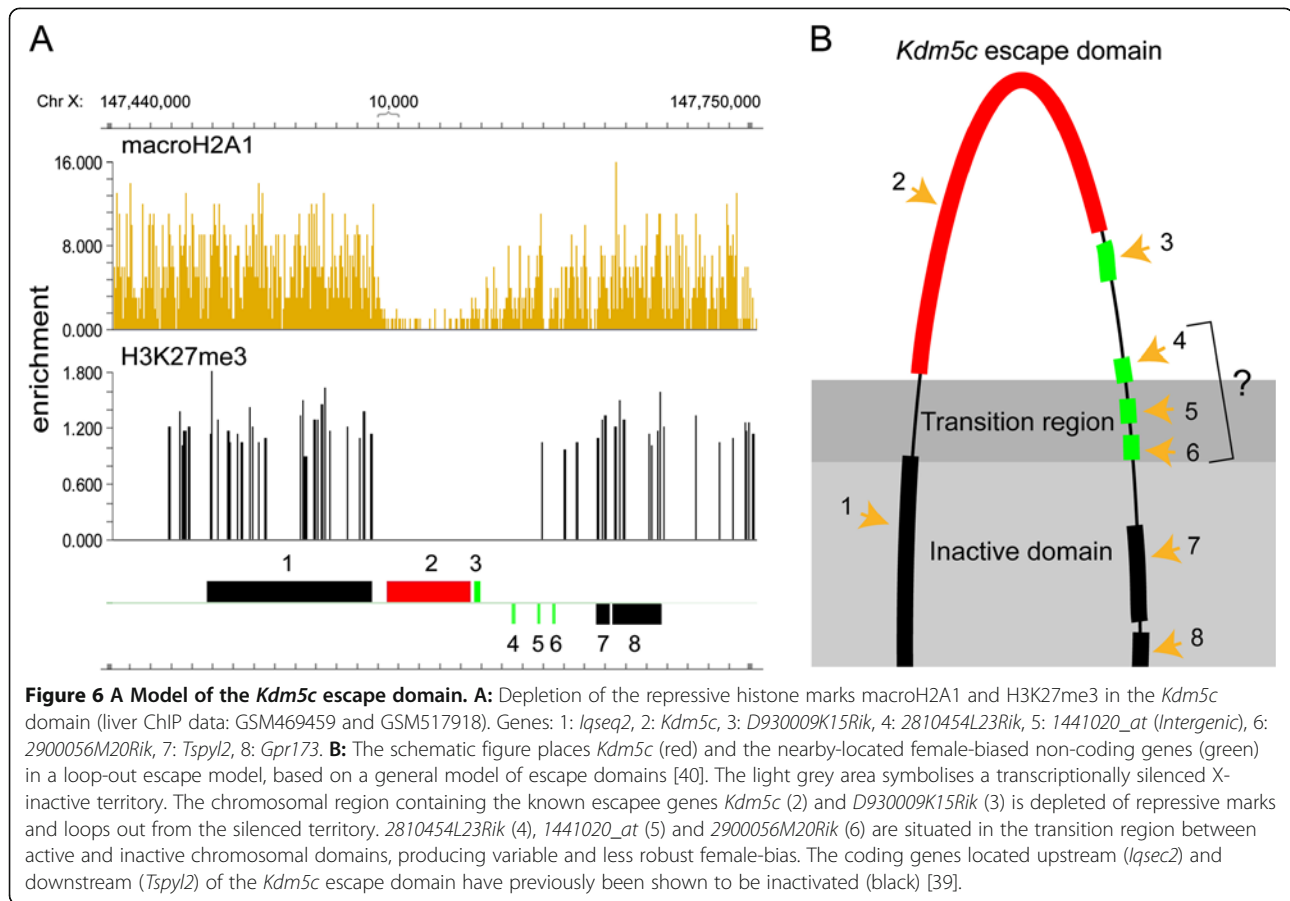 A
Chr X: 147,440,000 10,000 147,750,000
macroH2A1
16.000
8.000
0.000
enrichment
H3K27me3
1.800
1.200
0.600
0.000
1 2 3
4 5 6 7 8
B
Kdm5c escape domain
2
3
4
?
Transition region
5
6
1
Inactive domain
7
8
Figure 6 A Model of the Kdm5c escape domain. A: Depletion of the repressive histone marks macroH2A1 and H3K27me3 in the Kdm5c
domain (liver ChIP data: GSM469459 and GSM517918). Genes: 1: Iqseq2, 2: Kdm5c, 3: D930009K15Rik, 4: 2810454L23Rik, 5: 1441020_at (Intergenic), 6:
2900056M20Rik, 7: Tspyl2, 8: Gpr173. B: The schematic figure places Kdm5c (red) and the nearby-located female-biased non-coding genes (green)
in a loop-out escape model, based on a general model of escape domains [40]. The light grey area symbolises a transcriptionally silenced X-
inactive territory. The chromosomal region containing the known escapee genes Kdm5c (2) and D930009K15Rik (3) is depleted of repressive marks
and loops out from the silenced territory. 2810454L23Rik (4), 1441020_at (5) and 2900056M20Rik (6) are situated in the transition region between
active and inactive chromosomal domains, producing variable and less robust female-bias. The coding genes located upstream (Iqsec2) and
downstream (Tspyl2) of the Kdm5c escape domain have previously been shown to be inactivated (black) [39].